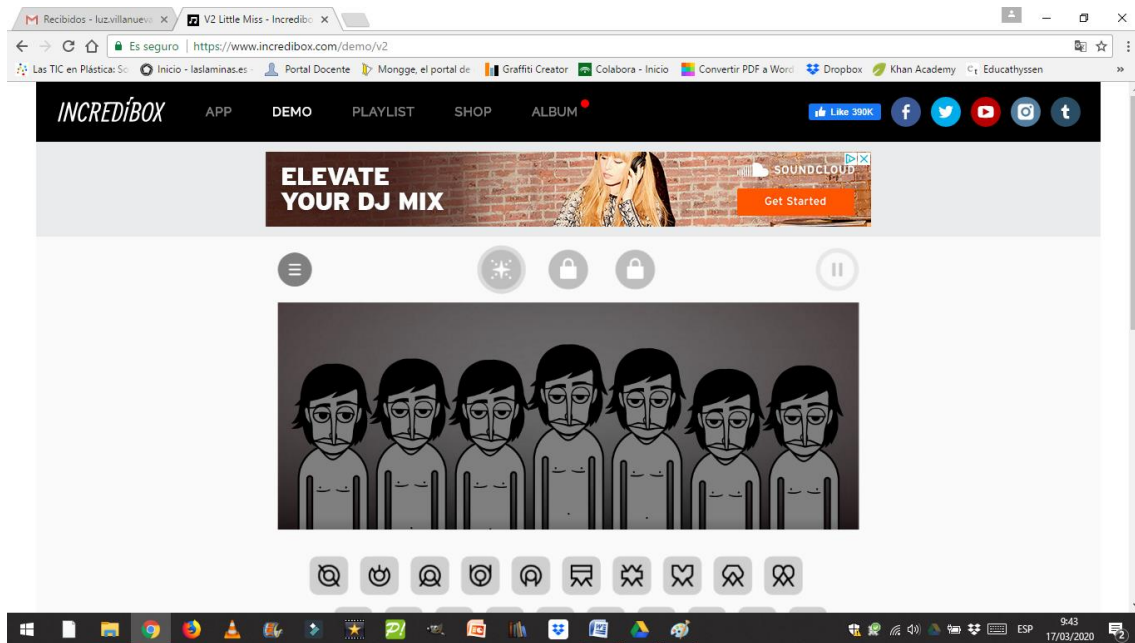 Recibidos - luz.villanueva
V2 Little Miss - Incredibo
Es seguro
https://www.incredibox.com/demo/v2
Las TIC en Plástica: So
Inicio - laslaminas.es -
Portal Docente
Mongge, el portal de
Graffiti Creator
Colabora - Inicio
Convertir PDF a Word
Dropbox
Khan Academy
Educathyssen
»
INCREDIBOX
APP
DEMO
PLAYLIST
SHOP
ALBUM
Like 390K
ELEVATE
YOUR DJ MIX
SOUNDCLOUD
Get Started
ESP
9:43
17/03/2020
2